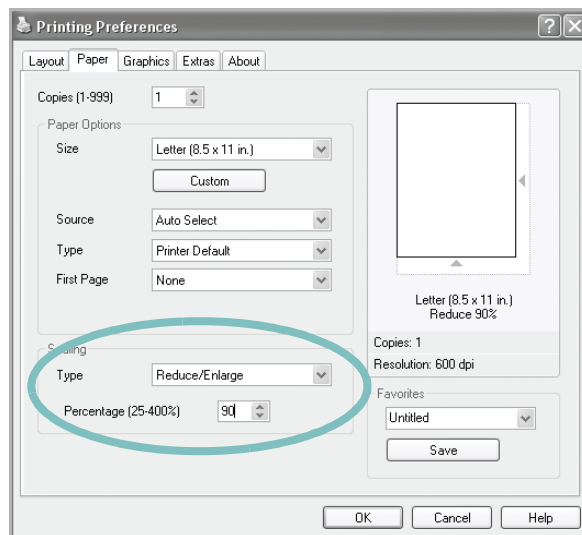 Printing Preferences
Layout Paper Graphics Extras About
Copies (1-999) 1
Paper Options
Size Letter (8.5 x 11 in.)
Custom
Source Auto Select
Type Printer Default
First Page None
Letter (8.5 x 11 in.)
Reduce 90%
Copies: 1
Resolution: 600 dpi
Scaling
Type Reduce/Enlarge
Percentage (25-400%) 90
Favorites
Untitled
Save
OK Cancel Help